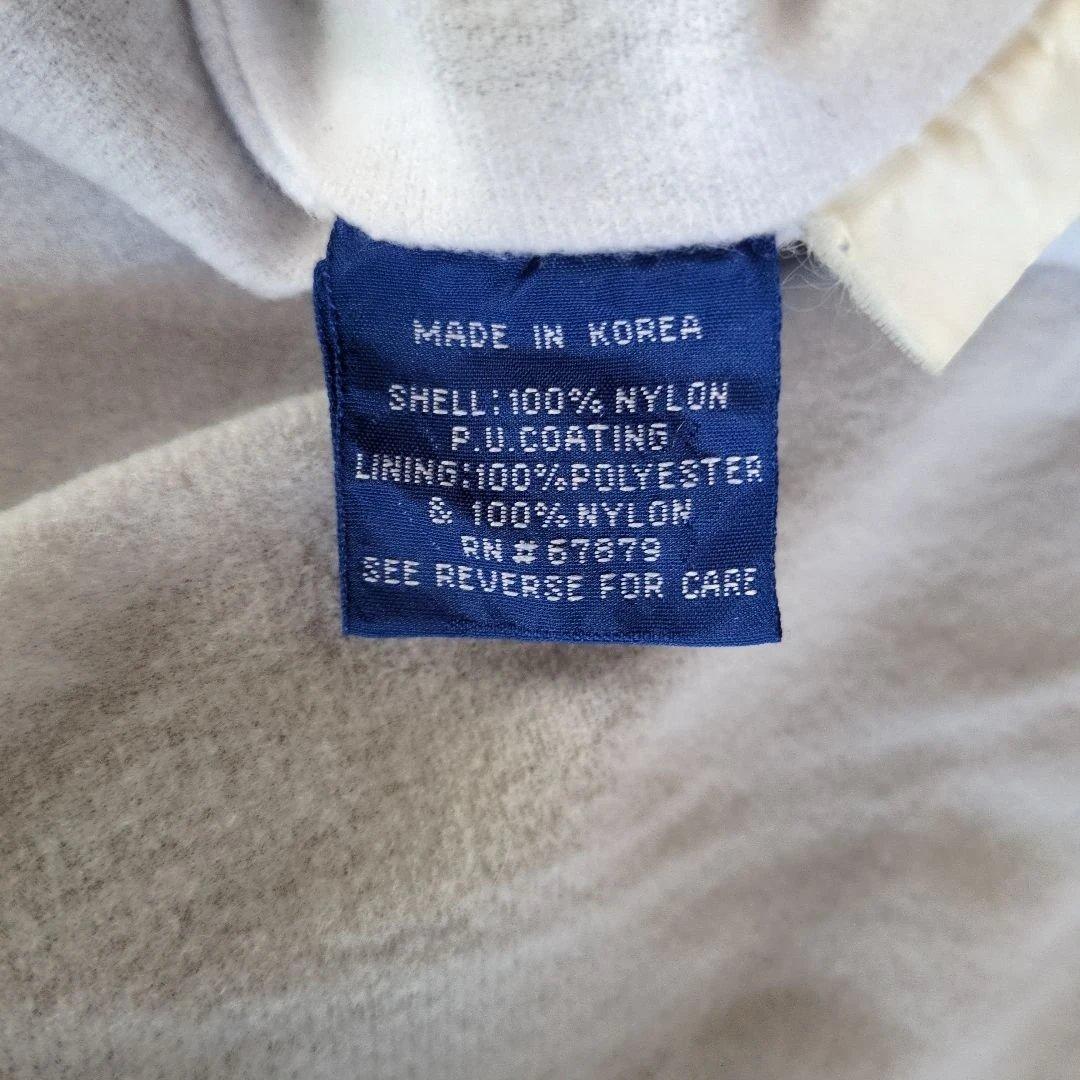 MADE IN KOREA
SHELL:100% NYLON
P.U.COATING
LINING:100%POLYESTER
& 100% NYLON
RN # 67879
SEE REVERSE FOR CARE